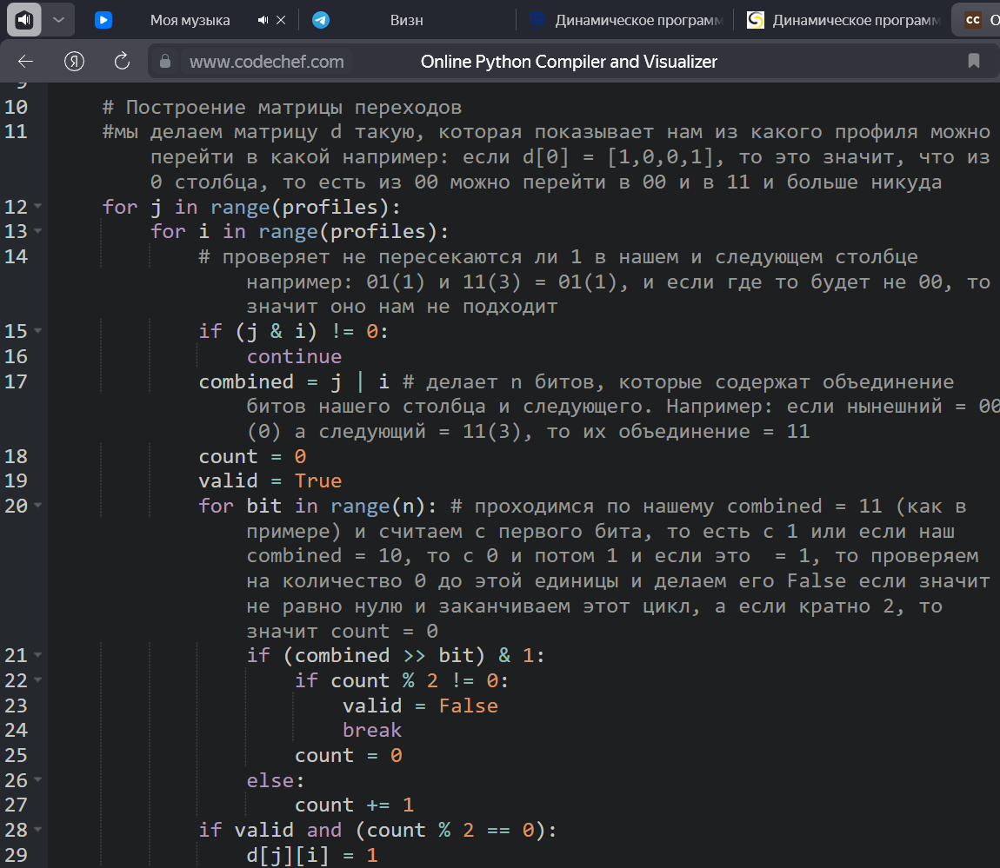 Моя музыка
Визн
Динамическое программ
Динамическое программ
CC О
Я www.codechef.com Online Python Compiler and Visualizer
9
10 # Построение матрицы переходов
11 #мы делаем матрицу d такую, которая показывает нам из какого профиля можно
перейти в какой например: если d[0] = [1,0,0,1], то это значит, что из
0 столбца, то есть из 00 можно перейти в 00 и в 11 и больше никуда
12 for j in range(profiles):
13 for i in range(profiles):
14 # проверяет не пересекаются ли 1 в нашем и следующем столбце
например: 01(1) и 11(3) = 01(1), и если где то будет не 00, то
значит оно нам не подходит
15 if (j & i) != 0:
16 continue
17 combined = j | i # делает n битов, которые содержат объединение
битов нашего столбца и следующего. Например: если нынешний = 00
(0) а следующий = 11(3), то их объединение = 11
18 count = 0
19 valid = True
20 for bit in range(n): # проходимся по нашему combined = 11 (как в
примере) и считаем с первого бита, то есть с 1 или если наш
combined = 10, то с 0 и потом 1 и если это  = 1, то проверяем
на количество 0 до этой единицы и делаем его False если значит
не равно нулю и заканчиваем этот цикл, а если кратно 2, то
значит count = 0
21 if (combined >> bit) & 1:
22 if count % 2 != 0:
23 valid = False
24 break
25 count = 0
26 else:
27 count += 1
28 if valid and (count % 2 == 0):
29 d[j][i] = 1